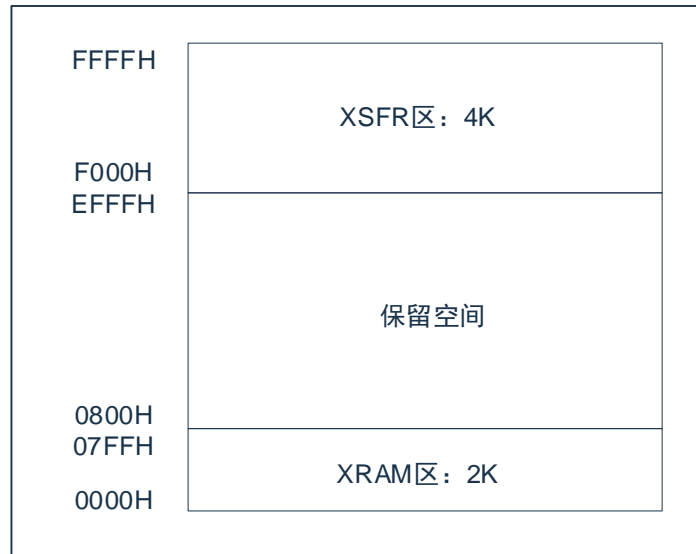 FFFFH
XSFR区：4K
F000H
EFFFH
保留空间
0800H
07FFH
XRAM区：2K
0000H